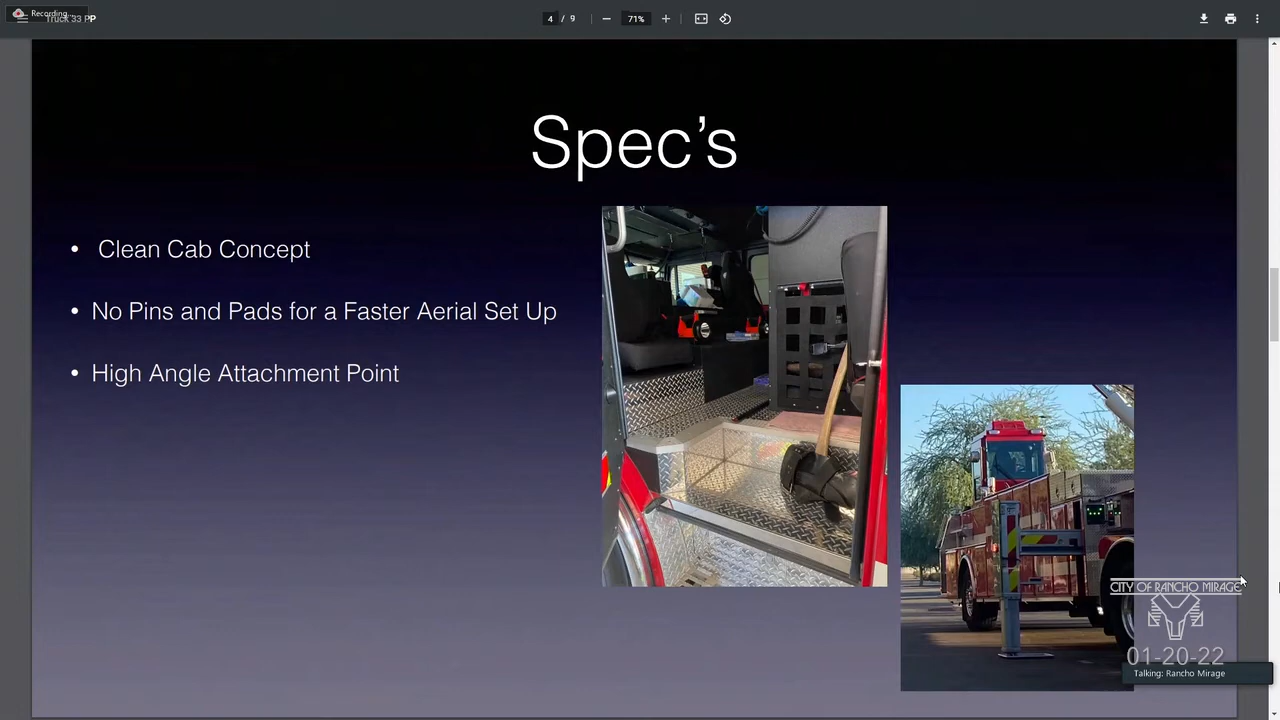 Recording...
Truck 33 PP
4 / 9
71%
Spec's
• Clean Cab Concept
• No Pins and Pads for a Faster Aerial Set Up
• High Angle Attachment Point
CITY OF RANCHO MIRAGE
01-20-22
Talking: Rancho Mirage